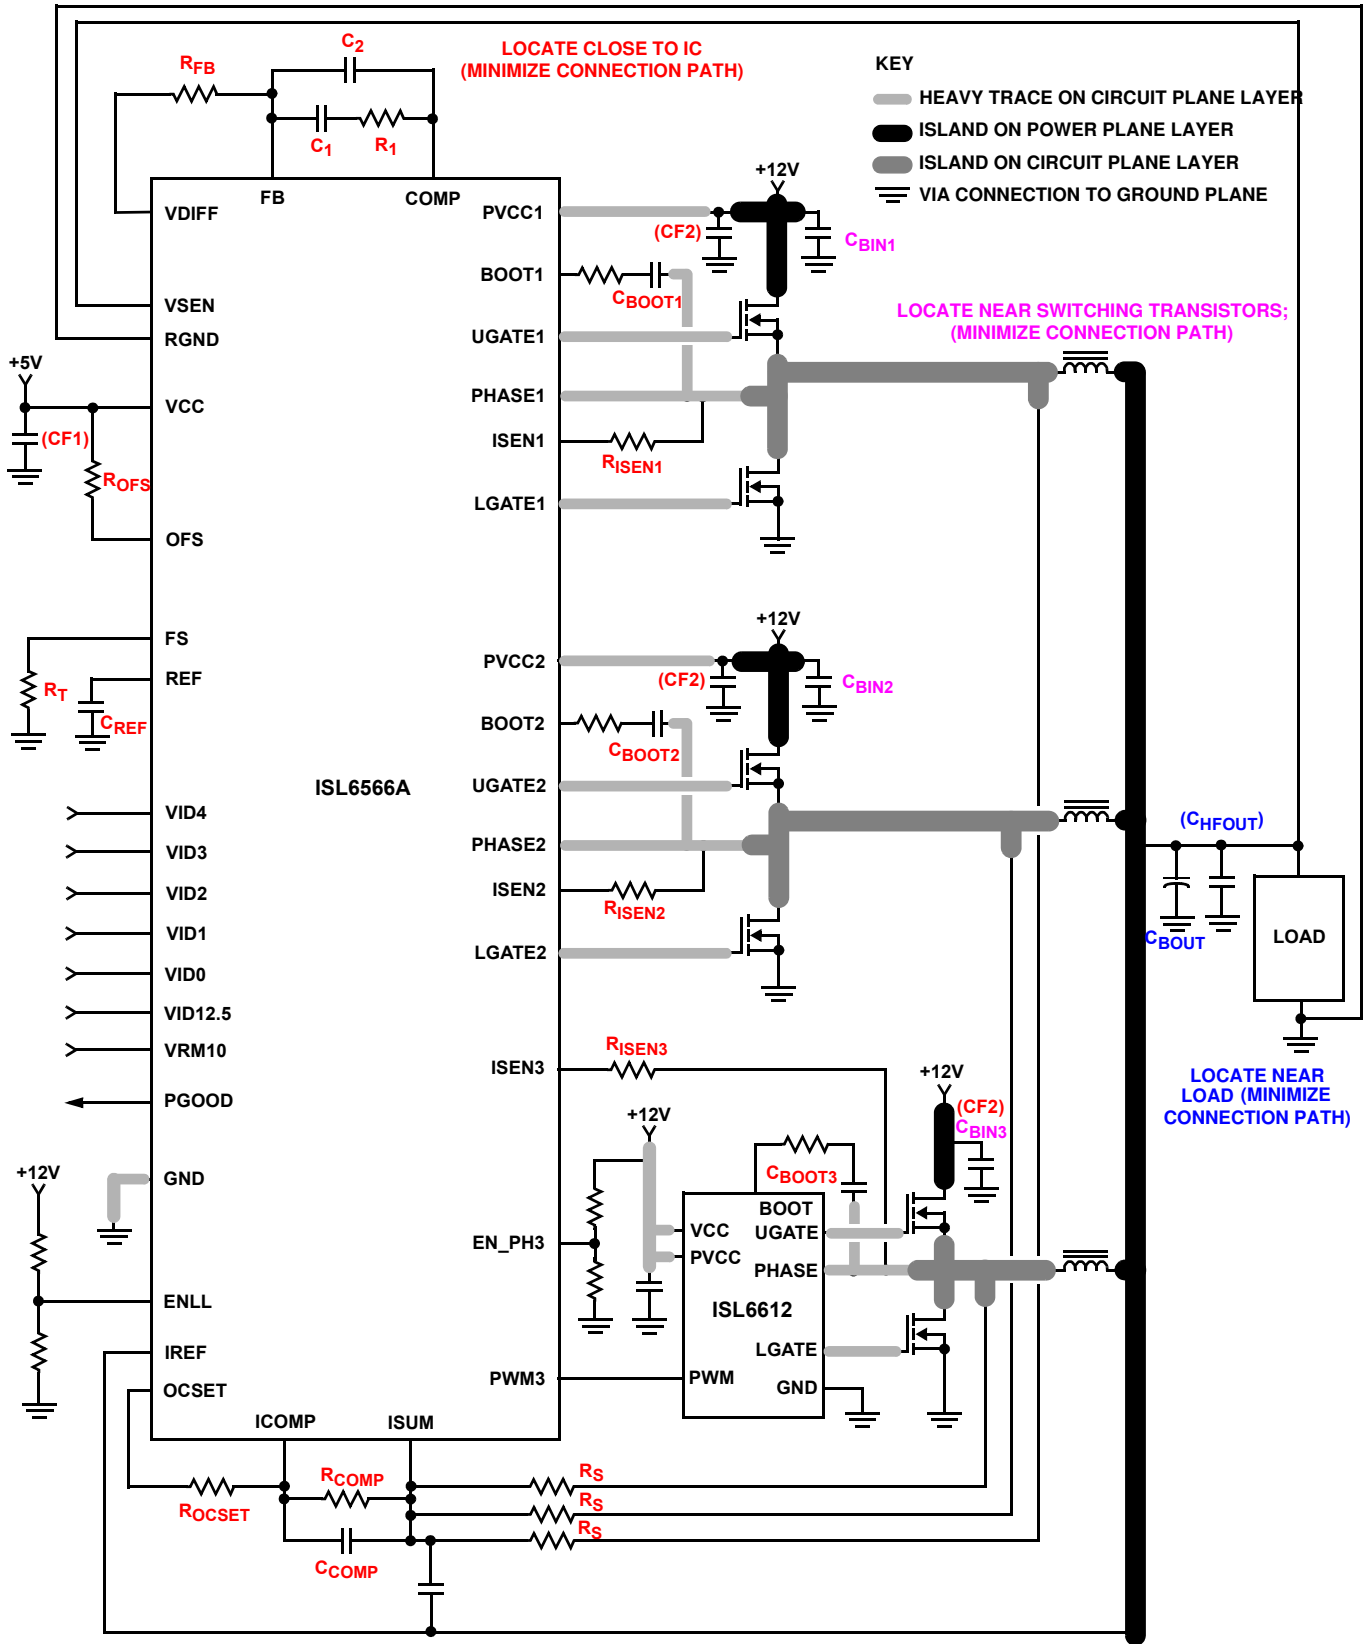 C2
LOCATE CLOSE TO IC
(MINIMIZE CONNECTION PATH)
RFB
C1
R1
KEY
HEAVY TRACE ON CIRCUIT PLANE LAYER
ISLAND ON POWER PLANE LAYER
ISLAND ON CIRCUIT PLANE LAYER
VIA CONNECTION TO GROUND PLANE
FB
COMP
+12V
VDIFF
PVCC1
(CF2)
CBIN1
BOOT1
CBOOT1
VSEN
RGND
UGATE1
LOCATE NEAR SWITCHING TRANSISTORS;
(MINIMIZE CONNECTION PATH)
+5V
VCC
PHASE1
(CF1)
ISEN1
RISEN1
ROFS
LGATE1
OFS
+12V
FS
REF
PVCC2
RT
CREF
(CF2)
CBIN2
BOOT2
CBOOT2
ISL6566A
UGATE2
VID4
VID3
VID2
VID1
VID0
VID12.5
VRM10
PGOOD
PHASE2
(CHFOUT)
ISEN2
RISEN2
LGATE2
CBOUT
LOAD
ISEN3
RISEN3
LOCATE NEAR
LOAD (MINIMIZE
CONNECTION PATH)
+12V
(CF2)
CBIN3
+12V
CBOOT3
+12V
GND
BOOT
VCC
UGATE
EN_PH3
PVCC
PHASE
ISL6612
ENLL
LGATE
IREF
PWM3
PWM
GND
OCSET
ICOMP
ISUM
ROCSET
RCOMP
CCOMP
RS
RS
RS